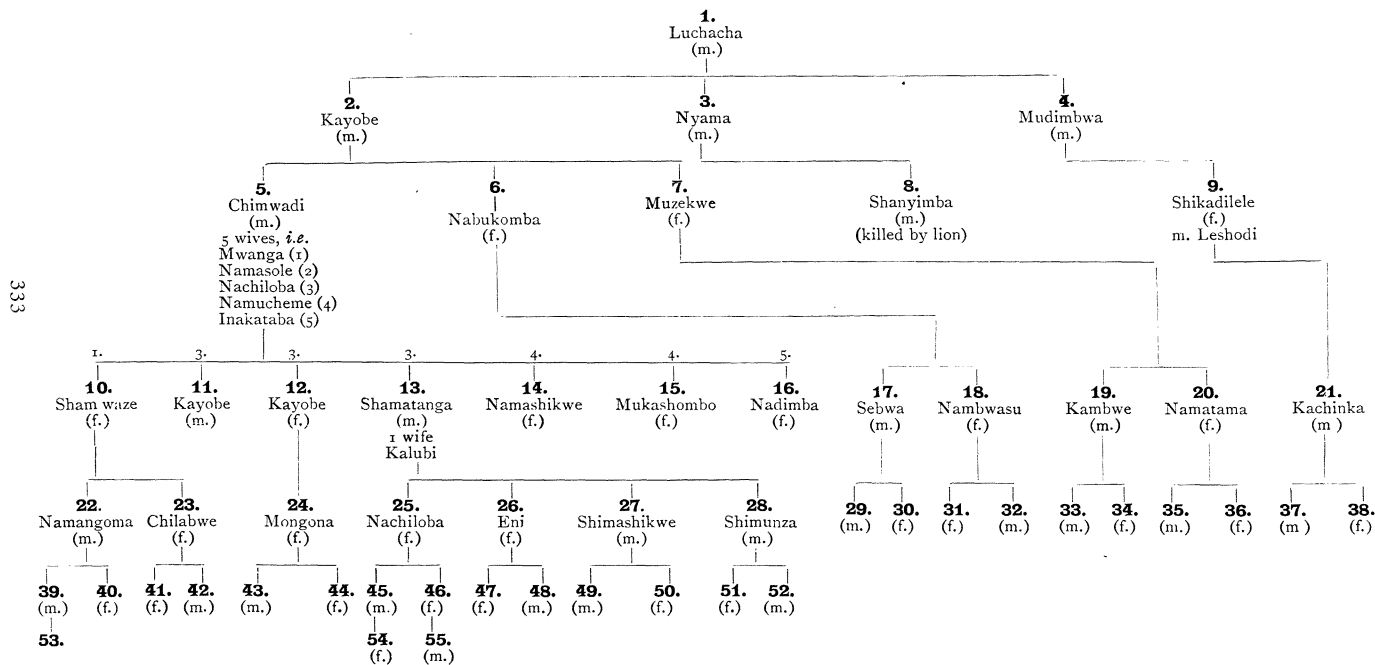 1.
Luchacha
(m.)
2. 3. 4.
Kayobe Nyama Mudimbwa
(m.) (m.) (m.)
5. 6. 7. 8. 9.
Chimwadi Nabukomba Muzekwe Shanyimba Shikadilele
(m.) (f.) (f.) (m.) (f.)
(killed by lion) m. Leshodi
5 wives, i.e.
Mwanga (1)
Namasole (2)
Nachiloba (3)
Namucheme (4)
Inakataba (5)
333
1. 3. 3. 3. 4. 4. 5.
10. 11. 12. 13. 14. 15. 16. 17. 18. 19. 20. 21.
Shamwaze Kayobe Kayobe Shamatanga Namashikwe Mukashombo Nadimba Sebwa Nambwasu Kambwe Namatama Kachinka
(f.) (m.) (f.) (m.) (f.) (m.) (f.) (m.) (f.) (m.) (f.) (m )
1 wife
Kalubi
22. 23. 24. 25. 26. 27. 28. 29. 30. 31. 32. 33. 34. 35. 36. 37. 38.
Namangoma Chilabwe Mongona Nachiloba Eni Shimashikwe Shimunza (m.) (f.) (f.) (m.) (m.) (f.) (m.) (f.) (m ) (f.)
(m.) (f.) (f.) (f.) (f.) (m.) (m.)
39. 40. 41. 42. 43. 44. 45. 46. 47. 48. 49. 50. 51. 52.
(m.) (f.) (f.) (m.) (m.) (f.) (m.) (f.) (f.) (m.) (m.) (f.) (f.) (m.)
53. 54. 55.
(f.) (m.)